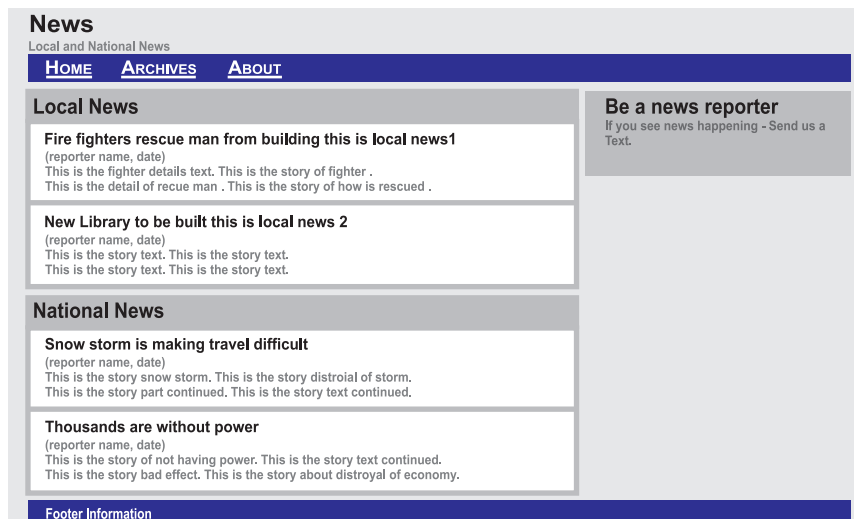 News
Local and National News
HOME ARCHIVES ABOUT
Local News
Fire fighters rescue man from building this is local news1
(reporter name, date)
This is the fighter details text. This is the story of fighter .
This is the detail of recue man . This is the story of how is rescued .
New Library to be built this is local news 2
(reporter name, date)
This is the story text. This is the story text.
This is the story text. This is the story text.
National News
Snow storm is making travel difficult
(reporter name, date)
This is the story snow storm. This is the story distroial of storm.
This is the story part continued. This is the story text continued.
Thousands are without power
(reporter name, date)
This is the story of not having power. This is the story text continued.
This is the story bad effect. This is the story about distroyal of economy.
Be a news reporter
If you see news happening - Send us a
Text.
Footer Information